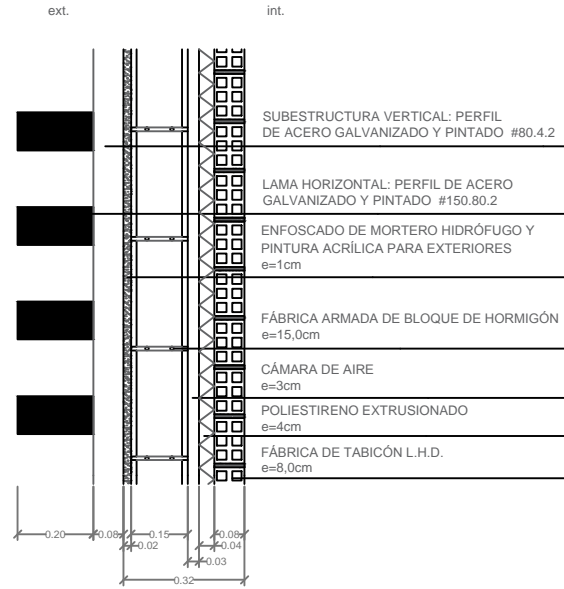 ext.
int.
SUBESTRUCTURA VERTICAL: PERFIL
DE ACERO GALVANIZADO Y PINTADO #80.4.2
LAMA HORIZONTAL: PERFIL DE ACERO
GALVANIZADO Y PINTADO #150.80.2
ENFOSCADO DE MORTERO HIDRÓFUGO Y
PINTURA ACRÍLICA PARA EXTERIORES
e=1cm
FÁBRICA ARMADA DE BLOQUE DE HORMIGÓN
e=15,0cm
CÁMARA DE AIRE
e=3cm
POLIESTIRENO EXTRUSIONADO
e=4cm
FÁBRICA DE TABICÓN L.H.D.
e=8,0cm
0.20
0.08
0.15
0.08
0.02
0.04
0.03
0.32